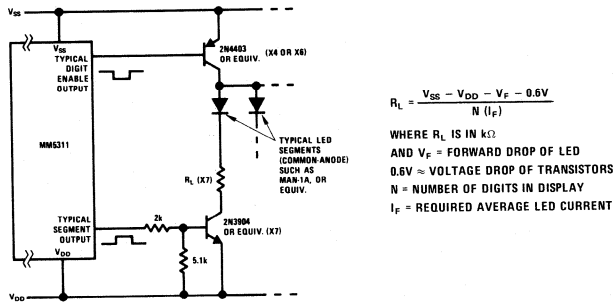 VSS
VSS
TYPICAL
DIGIT
ENABLE
OUTPUT
2N4403
OR EQUIV.
(X4 OR X6)
MM5311
TYPICAL LED
SEGMENTS
(COMMON-ANODE)
SUCH AS
MAN-1A, OR
EQUIV.
RL (X7)
TYPICAL
SEGMENT
OUTPUT
2k
2N3904
OR EQUIV. (X7)
5.1k
VDD
VDD
RL = VSS − VDD − VF − 0.6V
N (IF)
WHERE RL IS IN kΩ
AND VF = FORWARD DROP OF LED
0.6V ≈ VOLTAGE DROP OF TRANSISTORS
N = NUMBER OF DIGITS IN DISPLAY
IF = REQUIRED AVERAGE LED CURRENT